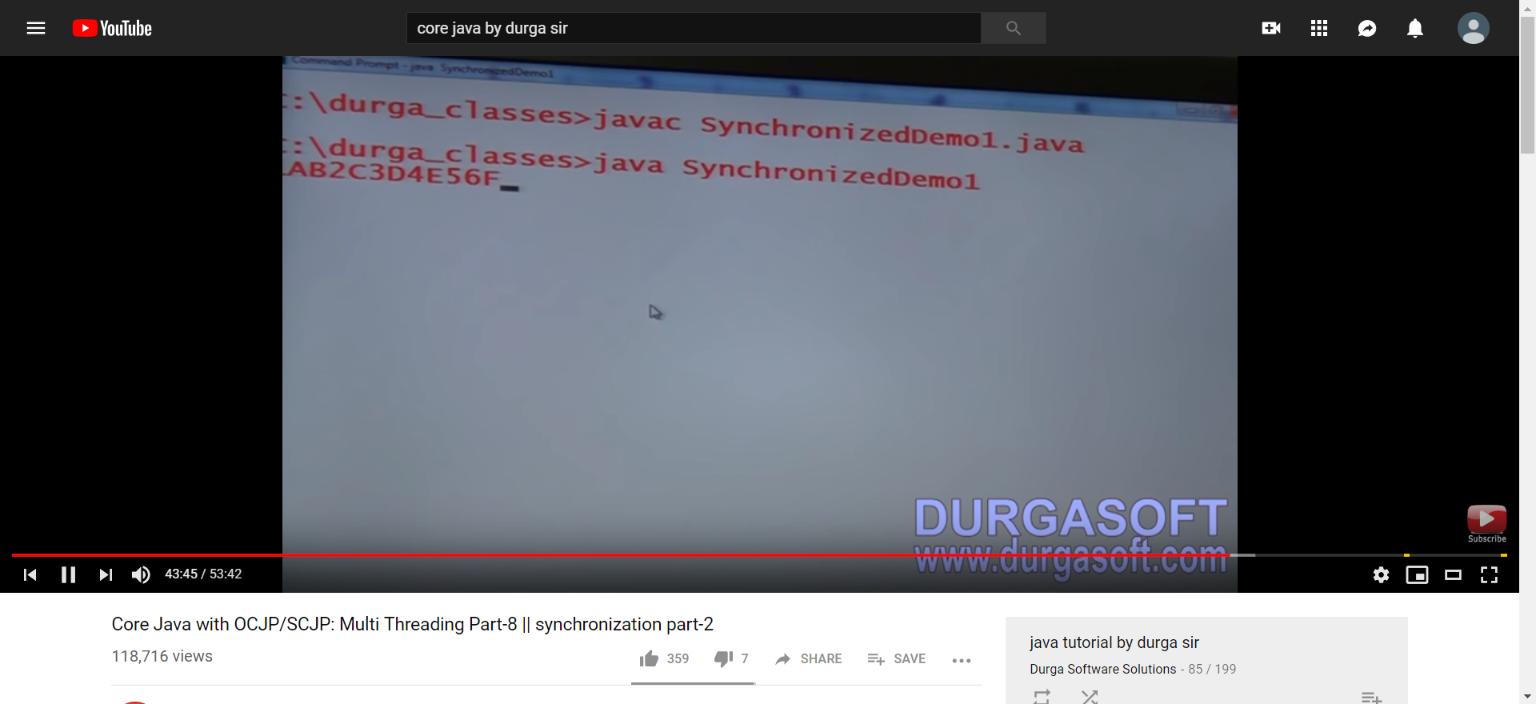 YouTube
core java by durga sir
Command Prompt - java SynchronizedDemo1
:\durga_classes>javac SynchronizedDemo1.java
:\durga_classes>java SynchronizedDemo1
AB2C3D4E56F
DURGASOFT
www.durgasoft.com
Subscribe
43:45 / 53:42
Core Java with OCJP/SCJP: Multi Threading Part-8 || synchronization part-2
118,716 views
359
7
SHARE
SAVE
java tutorial by durga sir
Durga Software Solutions - 85 / 199